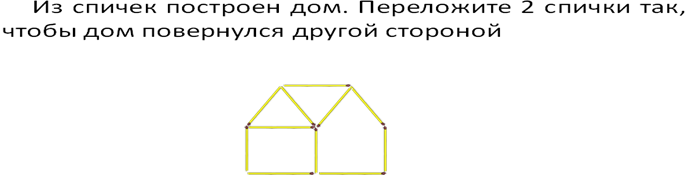 Из спичек построен дом. Переложите 2 спички так,
чтобы дом повернулся другой стороной